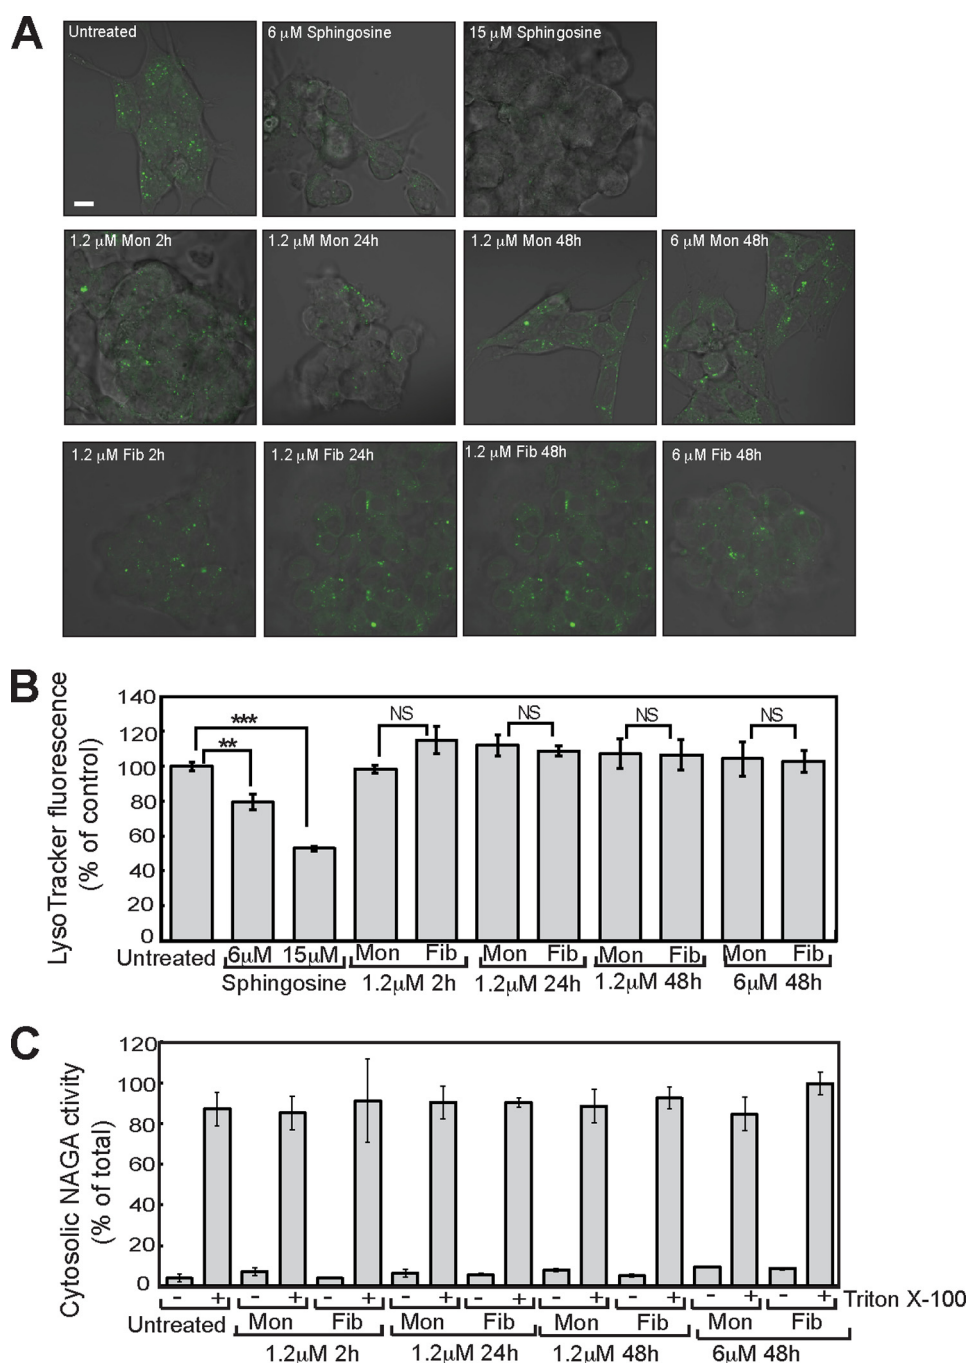 A
Untreated
6 μM Sphingosine
15 μM Sphingosine
1.2 μM Mon 2h
1.2 μM Mon 24h
1.2 μM Mon 48h
6 μM Mon 48h
1.2 μM Fib 2h
1.2 μM Fib 24h
1.2 μM Fib 48h
6 μM Fib 48h
B
LysoTracker fluorescence
(% of control)
140
120
100
80
60
40
20
0
***
**
NS
NS
NS
NS
Untreated
6μM 15μM
Sphingosine
Mon Fib
1.2μM 2h
Mon Fib
1.2μM 24h
Mon Fib
1.2μM 48h
Mon Fib
6μM 48h
C
Cytosolic NAGA ctivity
(% of total)
120
100
80
60
40
20
0
- + - + - + - + - + - + - + - + - + Triton X-100
Untreated Mon Fib Mon Fib Mon Fib Mon Fib
1.2μM 2h 1.2μM 24h 1.2μM 48h 6μM 48h